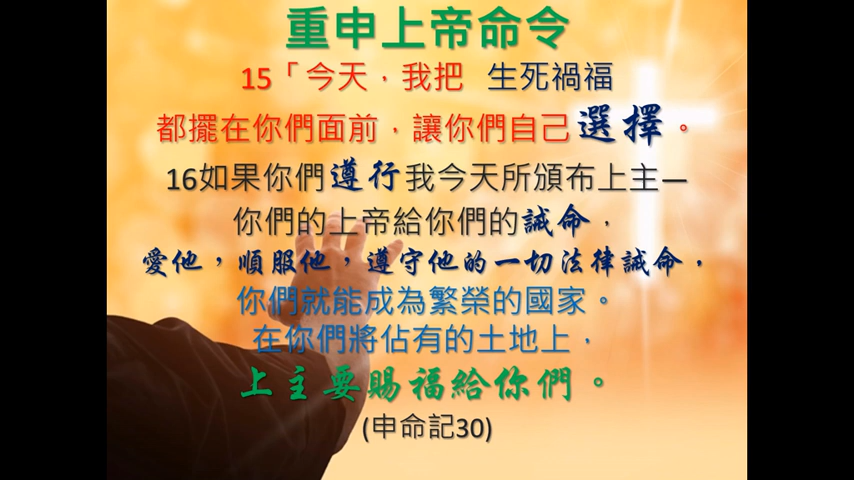 重申上帝命令
15「今天，我把 生死禍福
都擺在你們面前，讓你們自己選擇。
16如果你們遵行我今天所頒布上主—
你們的上帝給你們的誡命，
愛他，順服他，遵守他的一切法律誡命，
你們就能成為繁榮的國家。
在你們將佔有的土地上，
上主要賜福給你們。
(申命記30)